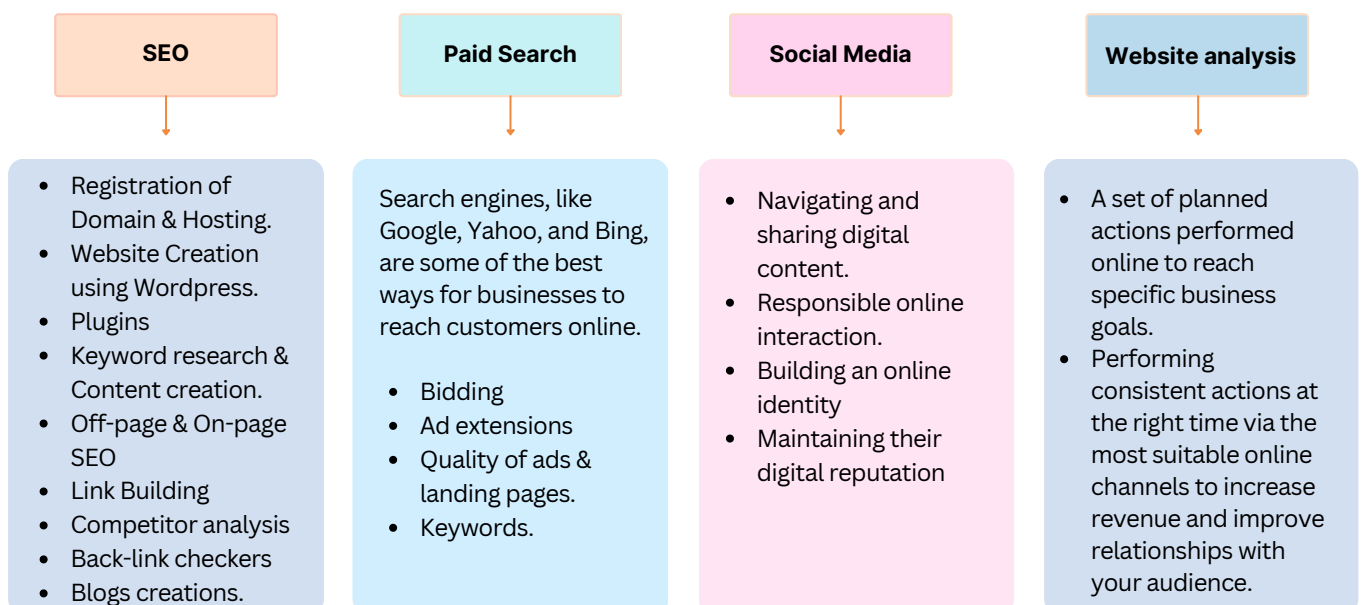 SEO
Registration of
Domain & Hosting.
Website Creation
using Wordpress.
Plugins
Keyword research &
Content creation.
Off-page & On-page
SEO
Link Building
Competitor analysis
Back-link checkers
Blogs creations.
Paid Search
Search engines, like
Google, Yahoo, and Bing,
are some of the best
ways for businesses to
reach customers online.
Bidding
Ad extensions
Quality of ads &
landing pages.
Keywords.
Social Media
Navigating and
sharing digital
content.
Responsible online
interaction.
Building an online
identity
Maintaining their
digital reputation
Website analysis
A set of planned
actions performed
online to reach
specific business
goals.
Performing
consistent actions at
the right time via the
most suitable online
channels to increase
revenue and improve
relationships with
your audience.